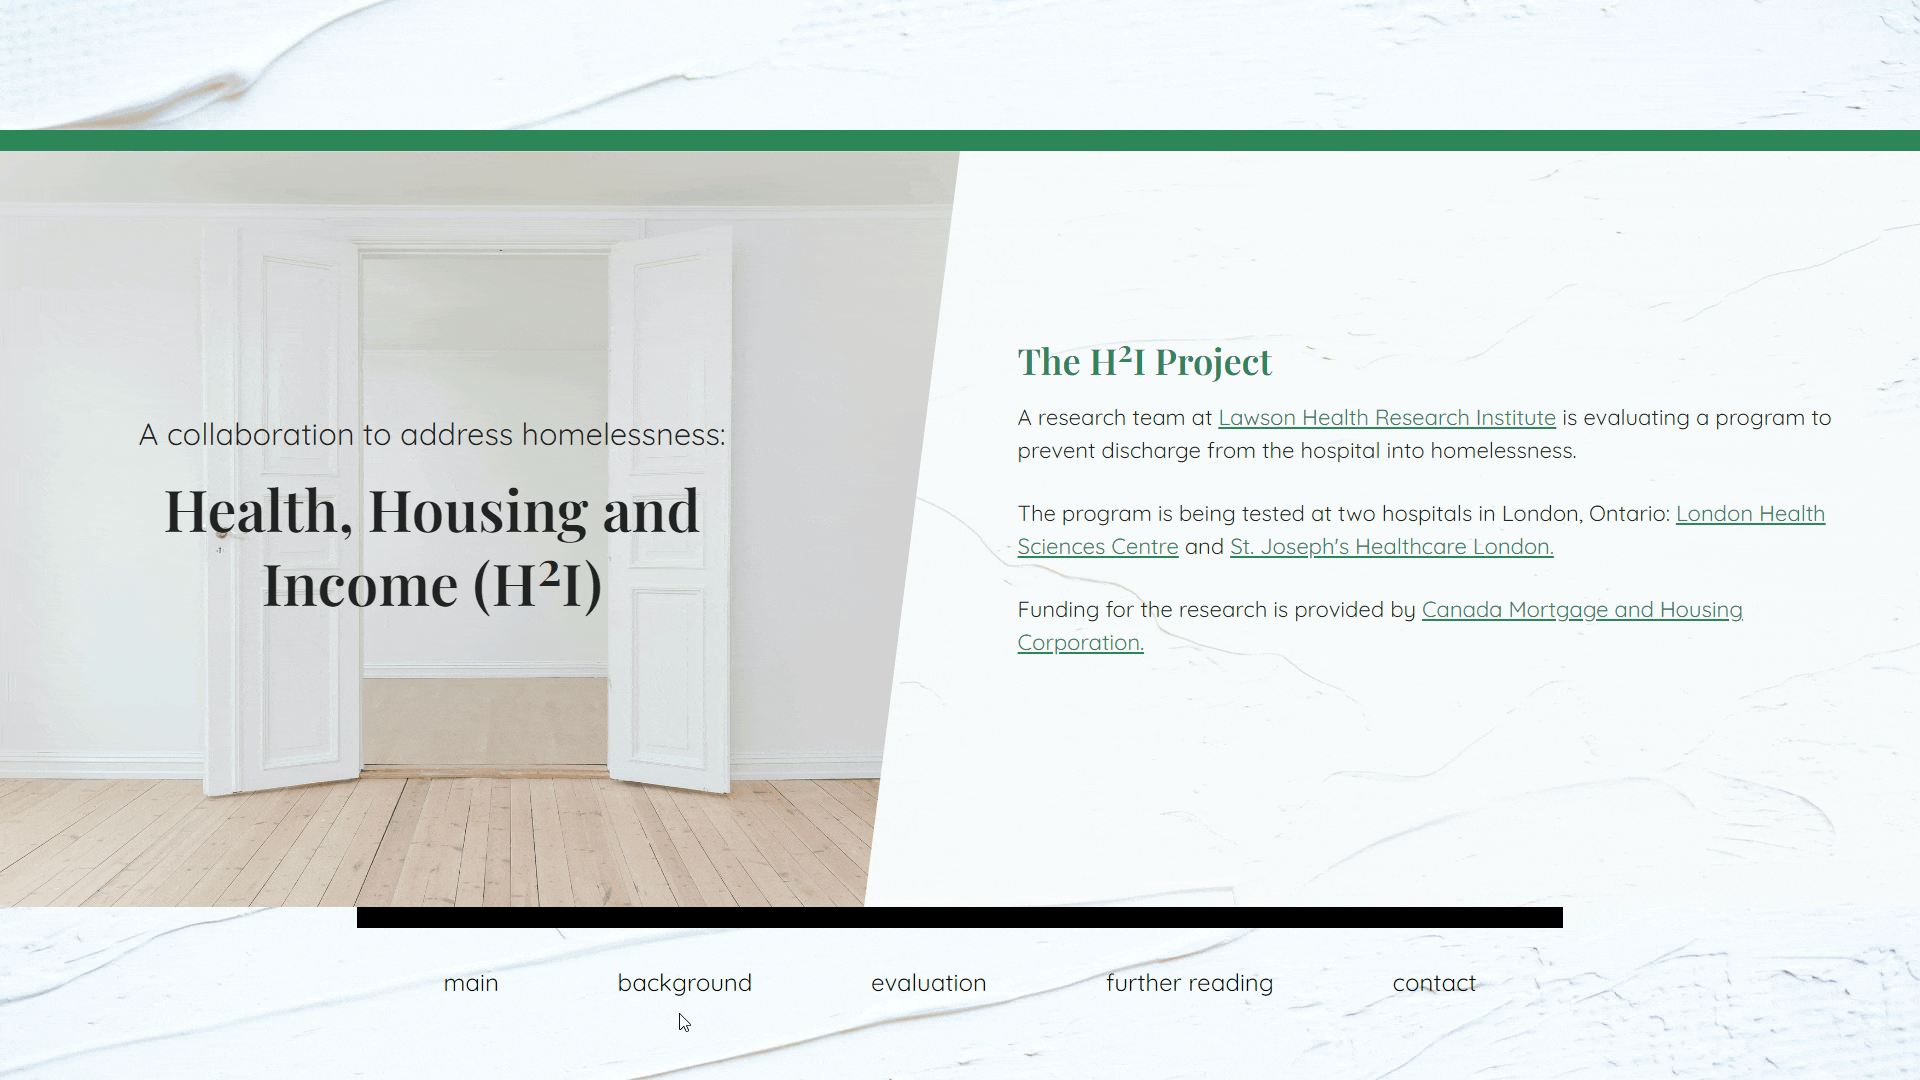 A collaboration to address homelessness:
Health, Housing and
Income (H²I)
The H²I Project
A research team at Lawson Health Research Institute is evaluating a program to
prevent discharge from the hospital into homelessness.
The program is being tested at two hospitals in London, Ontario: London Health
Sciences Centre and St. Joseph's Healthcare London.
Funding for the research is provided by Canada Mortgage and Housing
Corporation.
main background evaluation further reading contact